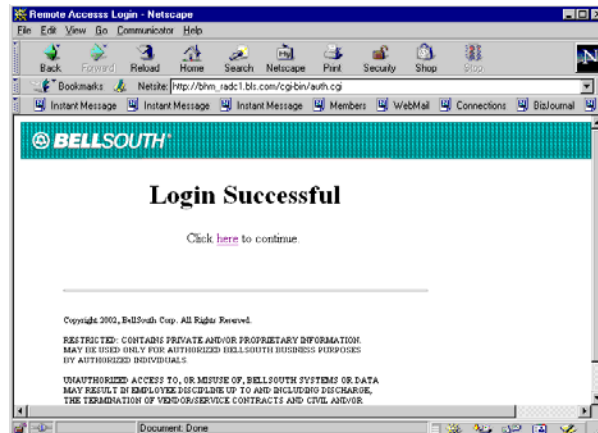 Remote Accesss Login - Netscape
File Edit View Go Communicator Help
Back Forward Reload Home Search Netscape Print Security Shop Stop
Bookmarks Netsite: http://bhm_radc1.bls.com/cgi-bin/auth.cgi
Instant Message Instant Message Instant Message Members WebMail Connections BizJournal
BELLSOUTH®
Login Successful
Click here to continue.
Copyright 2002, BellSouth Corp. All Rights Reserved.
RESTRICTED: CONTAINS PRIVATE AND/OR PROPRIETARY INFORMATION.
MAY BE USED ONLY FOR AUTHORIZED BELLSOUTH BUSINESS PURPOSES
BY AUTHORIZED INDIVIDUALS.
UNAUTHORIZED ACCESS TO, OR MISUSE OF, BELLSOUTH SYSTEMS OR DATA
MAY RESULT IN EMPLOYEE DISCIPLINE UP TO AND INCLUDING DISCHARGE,
THE TERMINATION OF VENDOR/SERVICE CONTRACTS AND CIVIL AND/OR
Document: Done